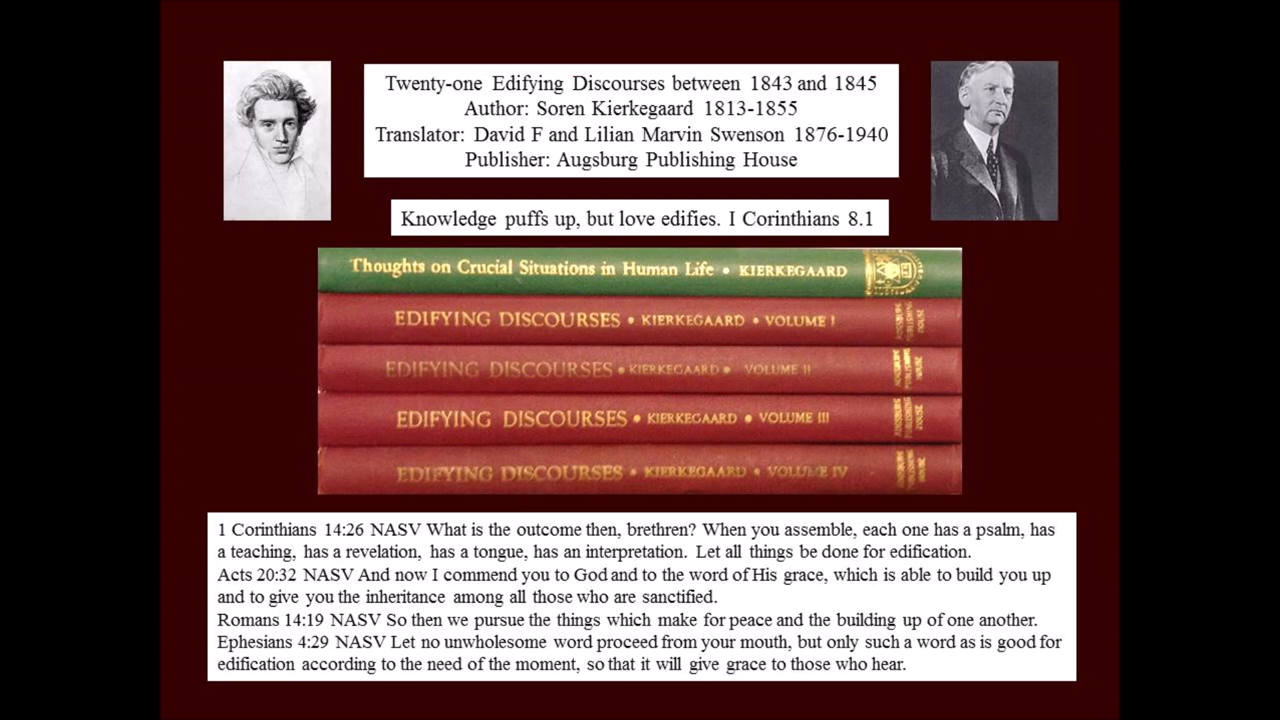 Twenty-one Edifying Discourses between 1843 and 1845
Author: Soren Kierkegaard 1813-1855
Translator: David F and Lilian Marvin Swenson 1876-1940
Publisher: Augsburg Publishing House
Knowledge puffs up, but love edifies. I Corinthians 8.1
Thoughts on Crucial Situations in Human Life • KIERKEGAARD
EDIFYING DISCOURSES • KIERKEGAARD • VOLUME I
EDIFYING DISCOURSES • KIERKEGAARD • VOLUME II
EDIFYING DISCOURSES • KIERKEGAARD • VOLUME III
EDIFYING DISCOURSES • KIERKEGAARD • VOLUME IV
1 Corinthians 14:26 NASV What is the outcome then, brethren? When you assemble, each one has a psalm, has
a teaching, has a revelation, has a tongue, has an interpretation. Let all things be done for edification.
Acts 20:32 NASV And now I commend you to God and to the word of His grace, which is able to build you up
and to give you the inheritance among all those who are sanctified.
Romans 14:19 NASV So then we pursue the things which make for peace and the building up of one another.
Ephesians 4:29 NASV Let no unwholesome word proceed from your mouth, but only such a word as is good for
edification according to the need of the moment, so that it will give grace to those who hear.